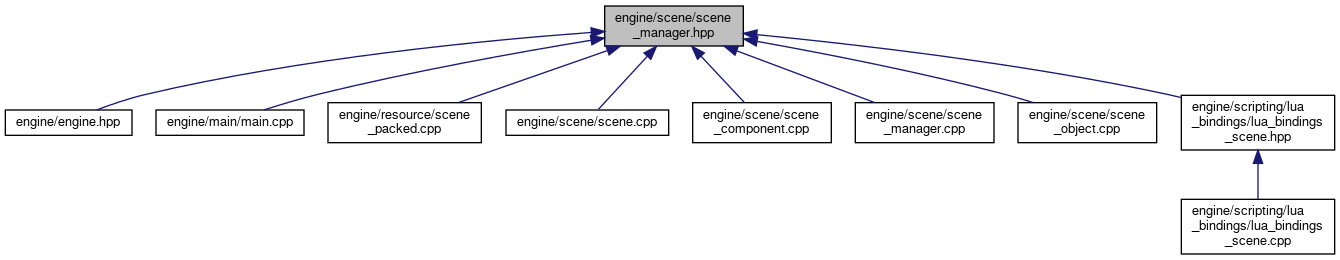 engine/scene/scene
_manager.hpp
engine/engine.hpp
engine/main/main.cpp
engine/resource/scene
_packed.cpp
engine/scene/scene.cpp
engine/scene/scene
_component.cpp
engine/scene/scene
_manager.cpp
engine/scene/scene
_object.cpp
engine/scripting/lua
_bindings/lua_bindings
_scene.hpp
engine/scripting/lua
_bindings/lua_bindings
_scene.cpp